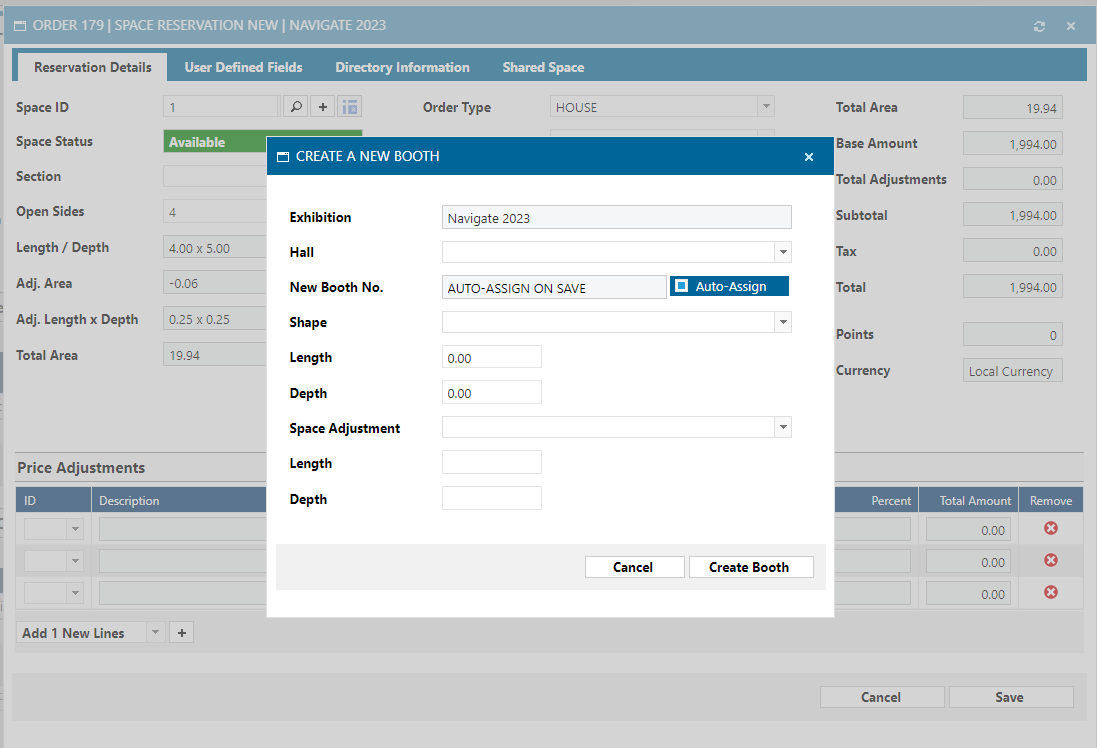 ORDER 179 | SPACE RESERVATION NEW | NAVIGATE 2023
Reservation Details User Defined Fields Directory Information Shared Space
Space ID 1 Order Type HOUSE Total Area 19.94
Space Status Available Base Amount 1,994.00
Section Total Adjustments 0.00
Open Sides 4 Subtotal 1,994.00
Length / Depth 4.00 x 5.00 Tax 0.00
Adj. Area -0.06 Total 1,994.00
Adj. Length x Depth 0.25 x 0.25 Points 0
Total Area 19.94 Currency Local Currency
CREATE A NEW BOOTH
Exhibition Navigate 2023
Hall
New Booth No. AUTO-ASSIGN ON SAVE Auto-Assign
Shape
Length 0.00
Depth 0.00
Space Adjustment
Length
Depth
Cancel Create Booth
Price Adjustments
ID Description Percent Total Amount Remove
0.00
0.00
0.00
Add 1 New Lines
Cancel Save